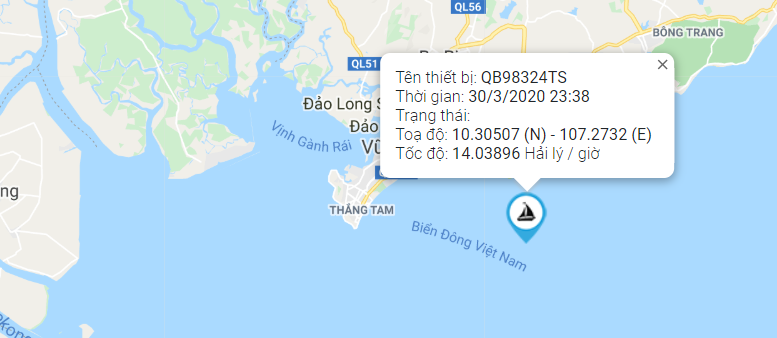 QL56
BÔNG TRANG
QL51
Tên thiết bị: QB98324TS
Thời gian: 30/3/2020 23:38
Trạng thái:
Toạ độ: 10.30507 (N) - 107.2732 (E)
Tốc độ: 14.03896 Hải lý / giờ
Đảo Long S
Đảo
Vịnh Gành Rái
Vũ
THẮNG TAM
Biển Đông Việt Nam